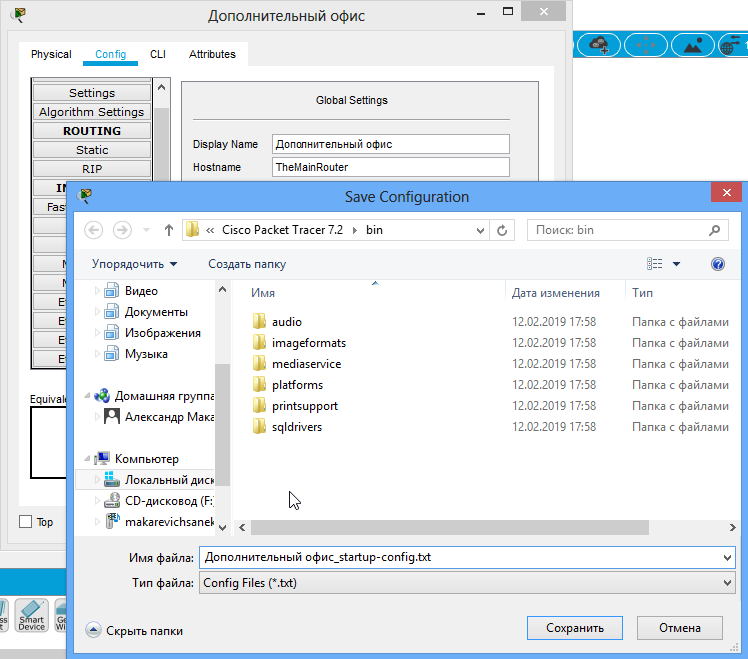 Дополнительный офис
Physical Config CLI Attributes
Settings
Algorithm Settings
ROUTING
Static
RIP
Global Settings
Display Name Дополнительный офис
Hostname TheMainRouter
Save Configuration
« Cisco Packet Tracer 7.2 bin
Поиск: bin
Упорядочить Создать папку
Имя Дата изменения Тип
Видео
Документы
Изображения
Музыка
Домашняя группа
Александр Мака
Компьютер
Локальный диск
CD-дисковод (F:)
makarevichsanek
audio 12.02.2019 17:58 Папка с файлами
imageformats 12.02.2019 17:58 Папка с файлами
mediaservice 12.02.2019 17:58 Папка с файлами
platforms 12.02.2019 17:58 Папка с файлами
printsupport 12.02.2019 17:58 Папка с файлами
sqldrivers 12.02.2019 17:58 Папка с файлами
Equivale
Top
Имя файла: Дополнительный офис_startup-config.txt
Тип файла: Config Files (*.txt)
Скрыть папки
Сохранить Отмена
Smart
Device